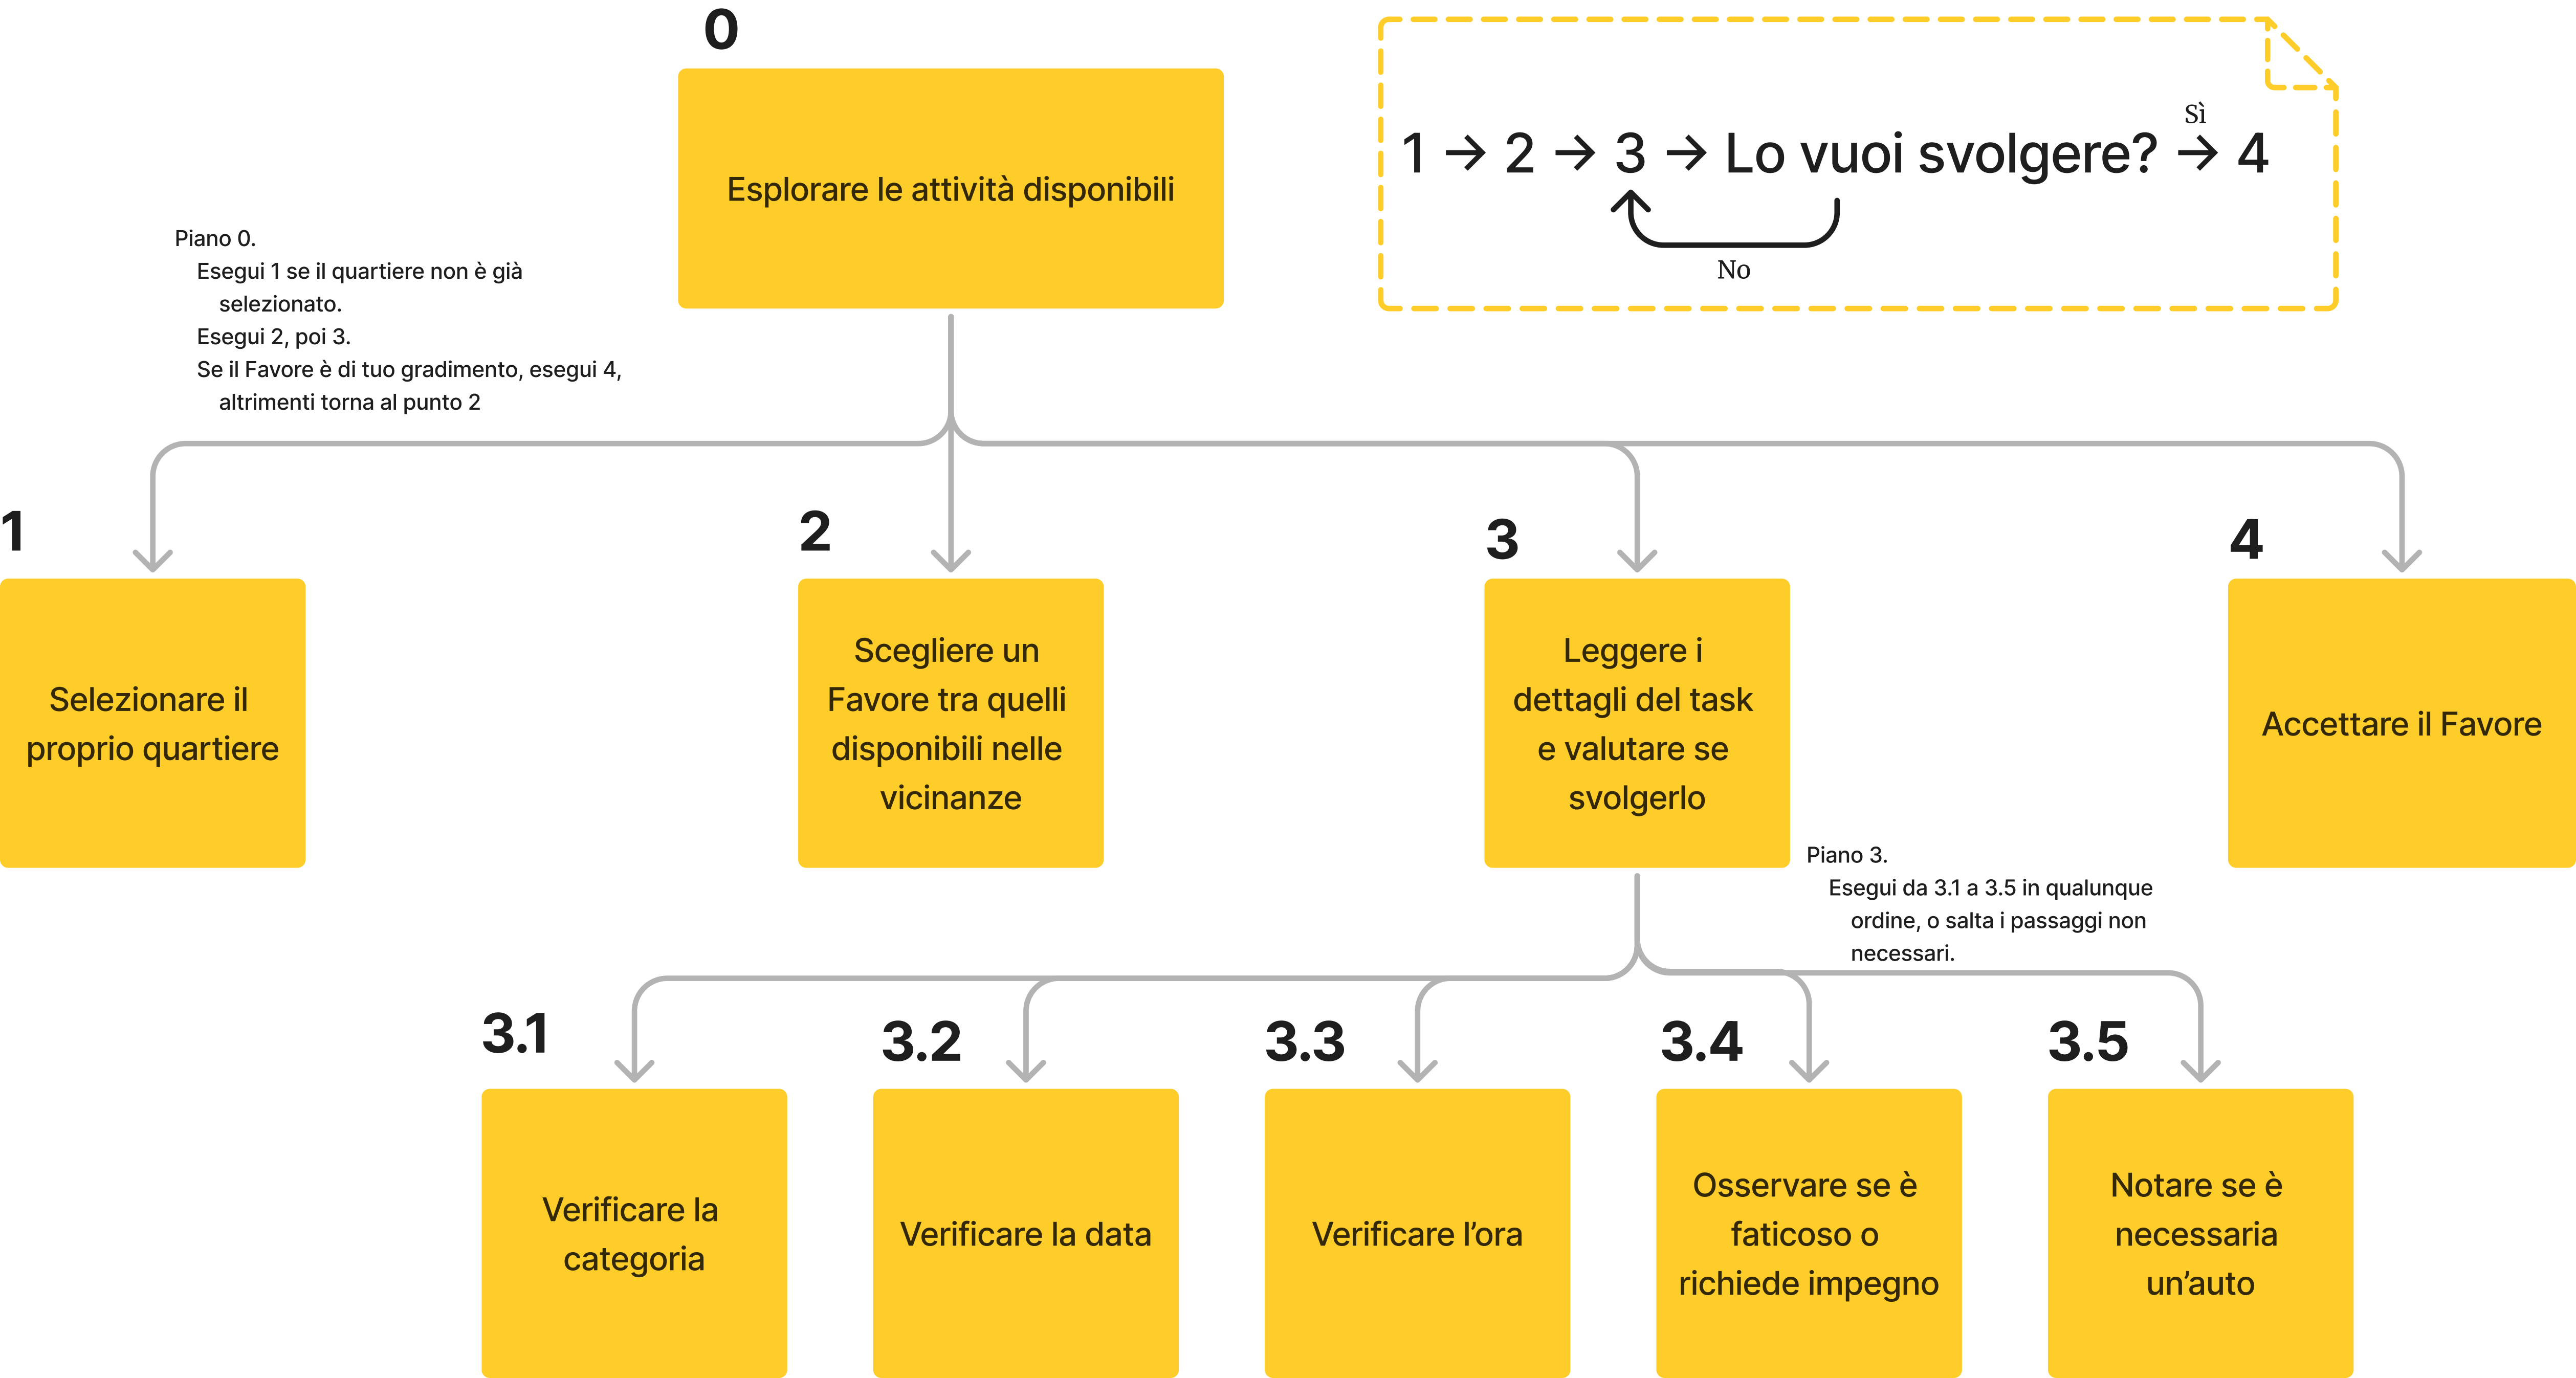 0
Esplorare le attività disponibili
Sì
1 → 2 → 3 → Lo vuoi svolgere? → 4
No
Piano 0.
Esegui 1 se il quartiere non è già
selezionato.
Esegui 2, poi 3.
Se il Favore è di tuo gradimento, esegui 4,
altrimenti torna al punto 2
1
Selezionare il
proprio quartiere
2
Scegliere un
Favore tra quelli
disponibili nelle
vicinanze
3
Leggere i
dettagli del task
e valutare se
svolgerlo
4
Accettare il Favore
Piano 3.
Esegui da 3.1 a 3.5 in qualunque
ordine, o salta i passaggi non
necessari.
3.1
Verificare la
categoria
3.2
Verificare la data
3.3
Verificare l’ora
3.4
Osservare se è
faticoso o
richiede impegno
3.5
Notare se è
necessaria
un’auto